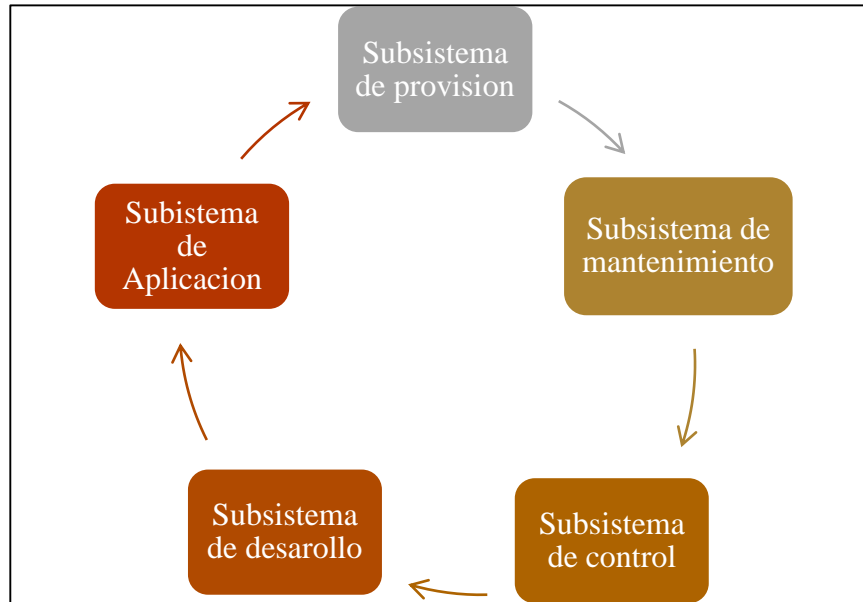 Subsistema
de provision
Subsistema de
mantenimiento
Subsistema
de control
Subsistema
de desarollo
Subistema
de
Aplicacion